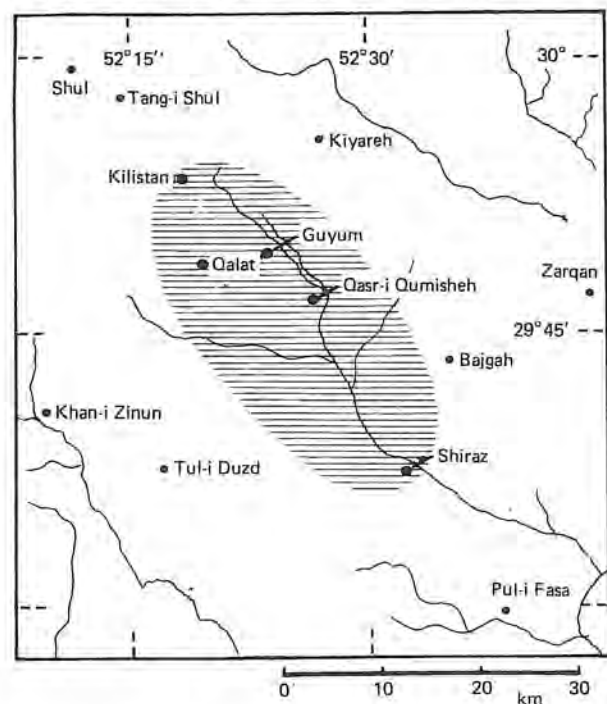 52°15''
52°30'
30°
Shul
Tang-i Shul
Kiyareh
Kilistan
Guyum
Qalat
Qasr-i Qumisheh
Zarqan
29°45'
Bajgah
Khan-i Zinun
Shiraz
Tul-i Duzd
Pul-i Fasa
0 10 20 30
km